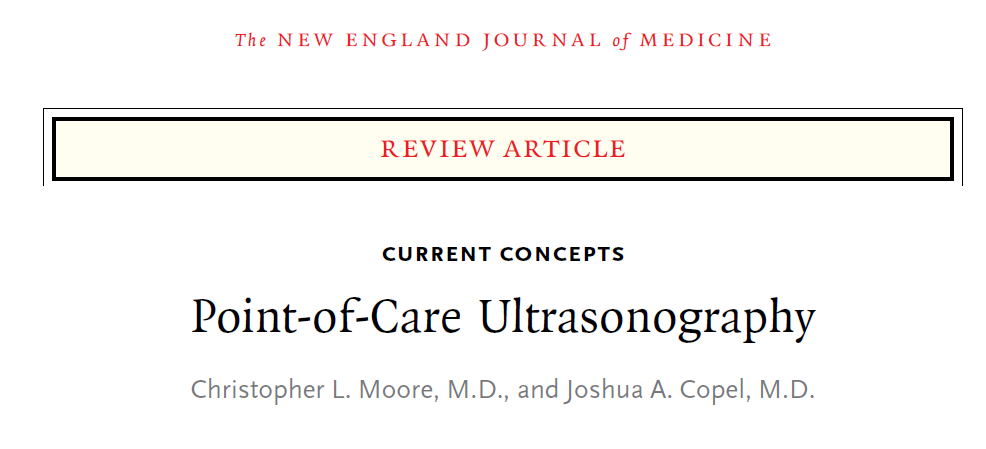 The NEW ENGLAND JOURNAL of MEDICINE
REVIEW ARTICLE
CURRENT CONCEPTS
Point-of-Care Ultrasonography
Christopher L. Moore, M.D., and Joshua A. Copel, M.D.